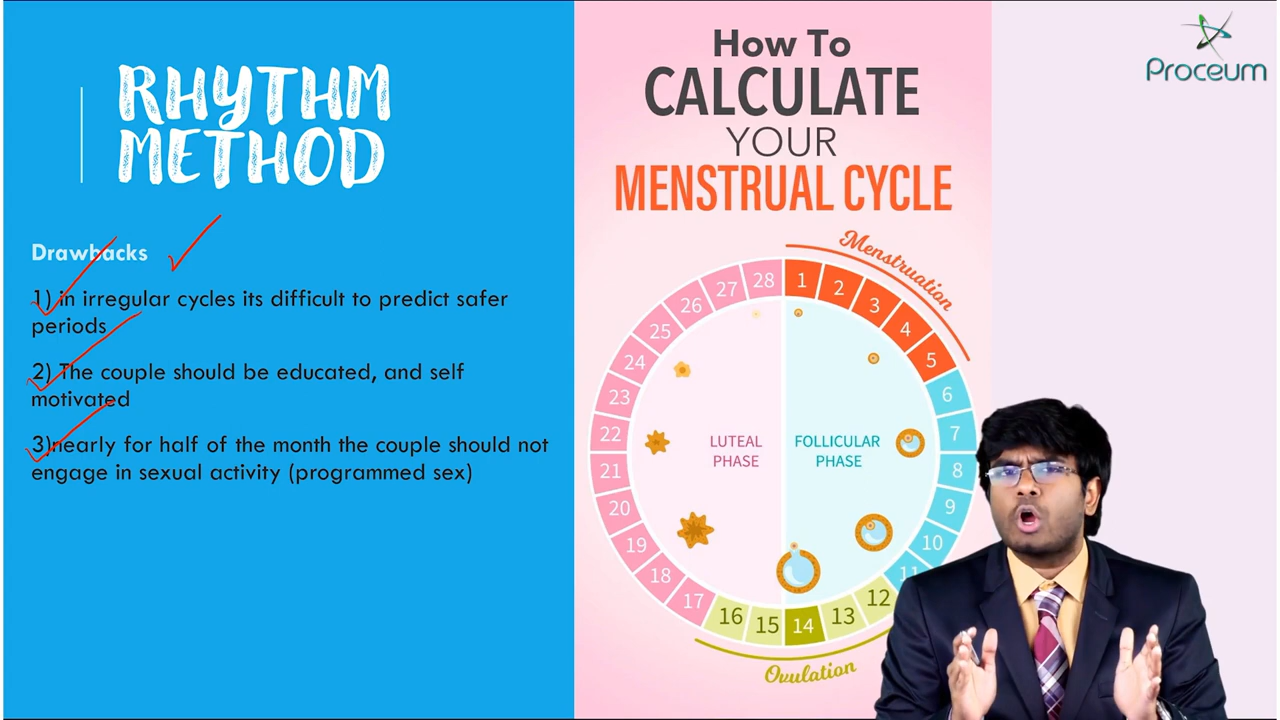 RHYTHM
METHOD
Drawbacks
1) in irregular cycles its difficult to predict safer
periods
2) The couple should be educated, and self
motivated
3)nearly for half of the month the couple should not
engage in sexual activity (programmed sex)
How To
CALCULATE
YOUR
MENSTRUAL CYCLE
Proceum
Menstruation
1
2
3
4
5
6
7
8
9
10
11
12
13
14
15
16
17
18
19
20
21
22
23
24
25
26
27
28
LUTEAL
PHASE
FOLLICULAR
PHASE
Ovulation